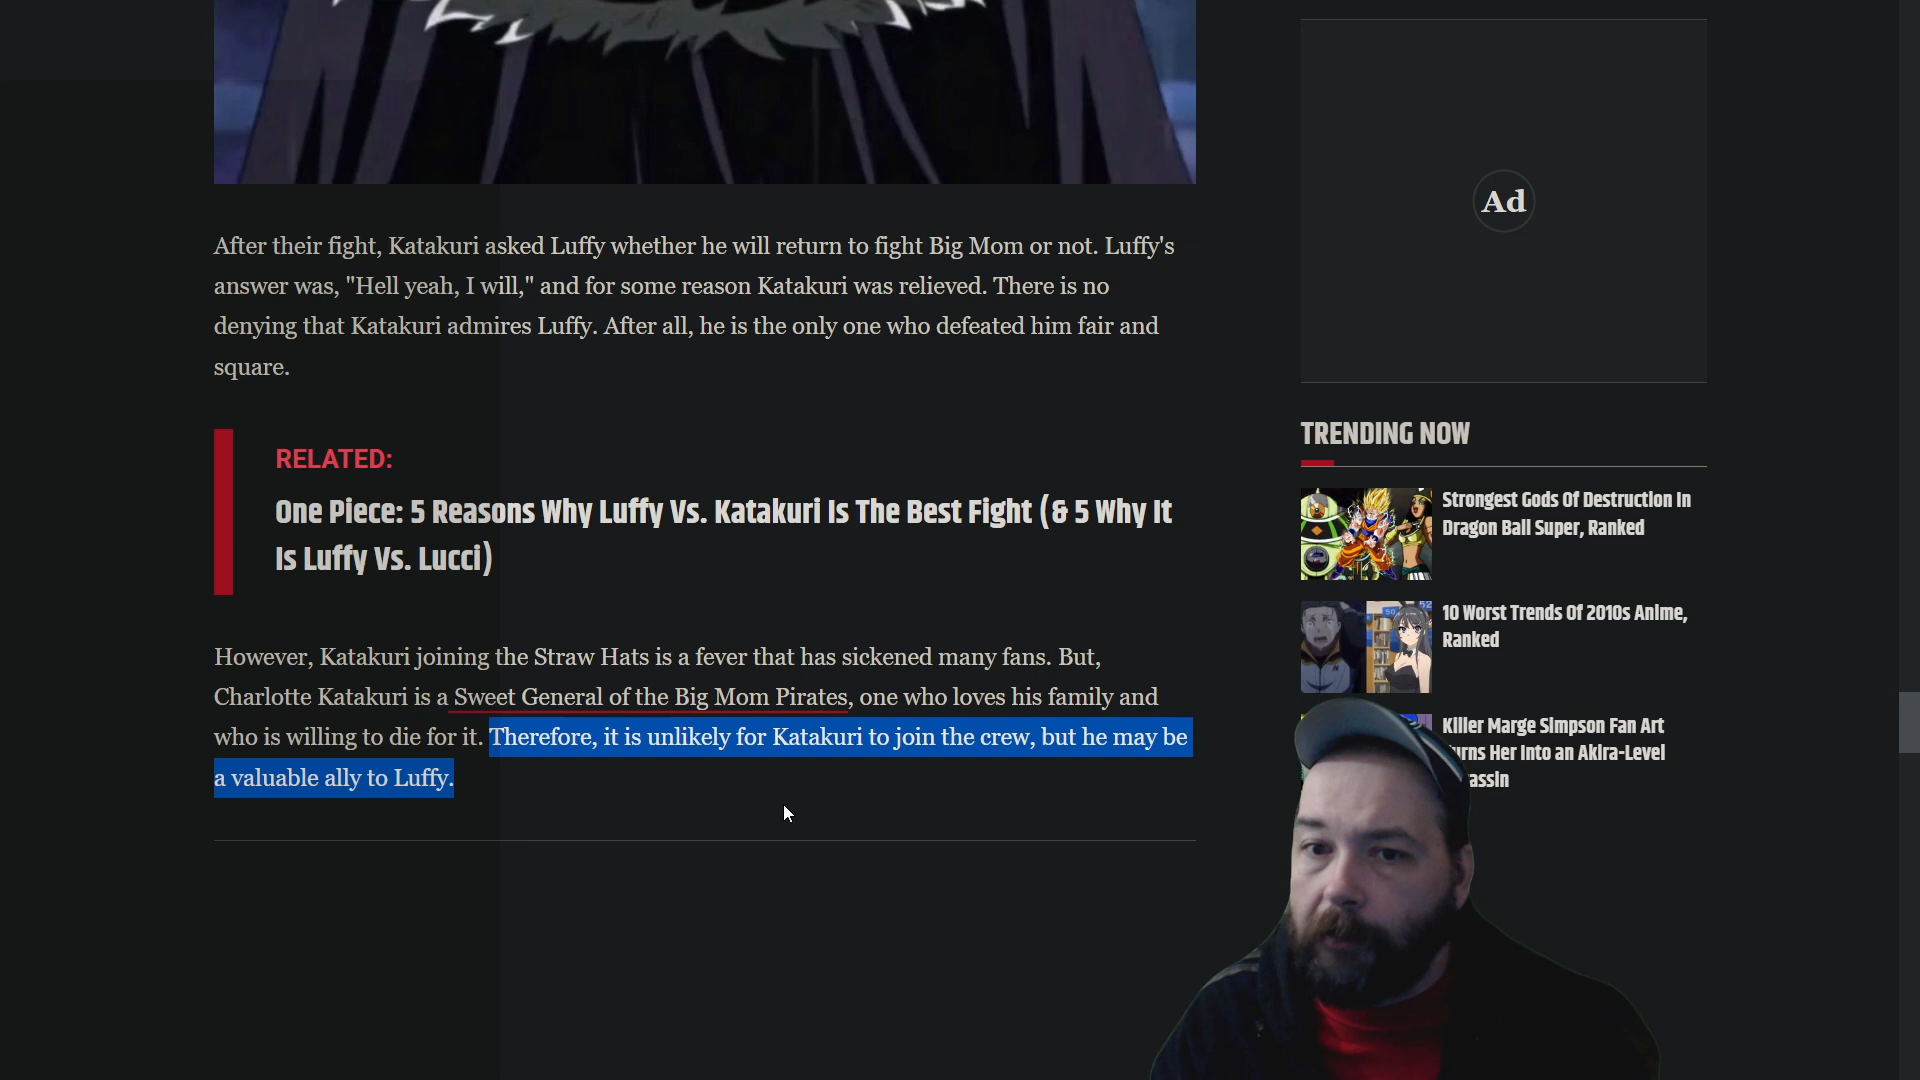 After their fight, Katakuri asked Luffy whether he will return to fight Big Mom or not. Luffy's
answer was, "Hell yeah, I will," and for some reason Katakuri was relieved. There is no
denying that Katakuri admires Luffy. After all, he is the only one who defeated him fair and
square.
RELATED:
One Piece: 5 Reasons Why Luffy Vs. Katakuri Is The Best Fight (& 5 Why It
Is Luffy Vs. Lucci)
However, Katakuri joining the Straw Hats is a fever that has sickened many fans. But,
Charlotte Katakuri is a Sweet General of the Big Mom Pirates, one who loves his family and
who is willing to die for it. Therefore, it is unlikely for Katakuri to join the crew, but he may be
a valuable ally to Luffy.
Ad
TRENDING NOW
Strongest Gods Of Destruction In
Dragon Ball Super, Ranked
10 Worst Trends Of 2010s Anime,
Ranked
Killer Marge Simpson Fan Art
Her Into an Akira-Level